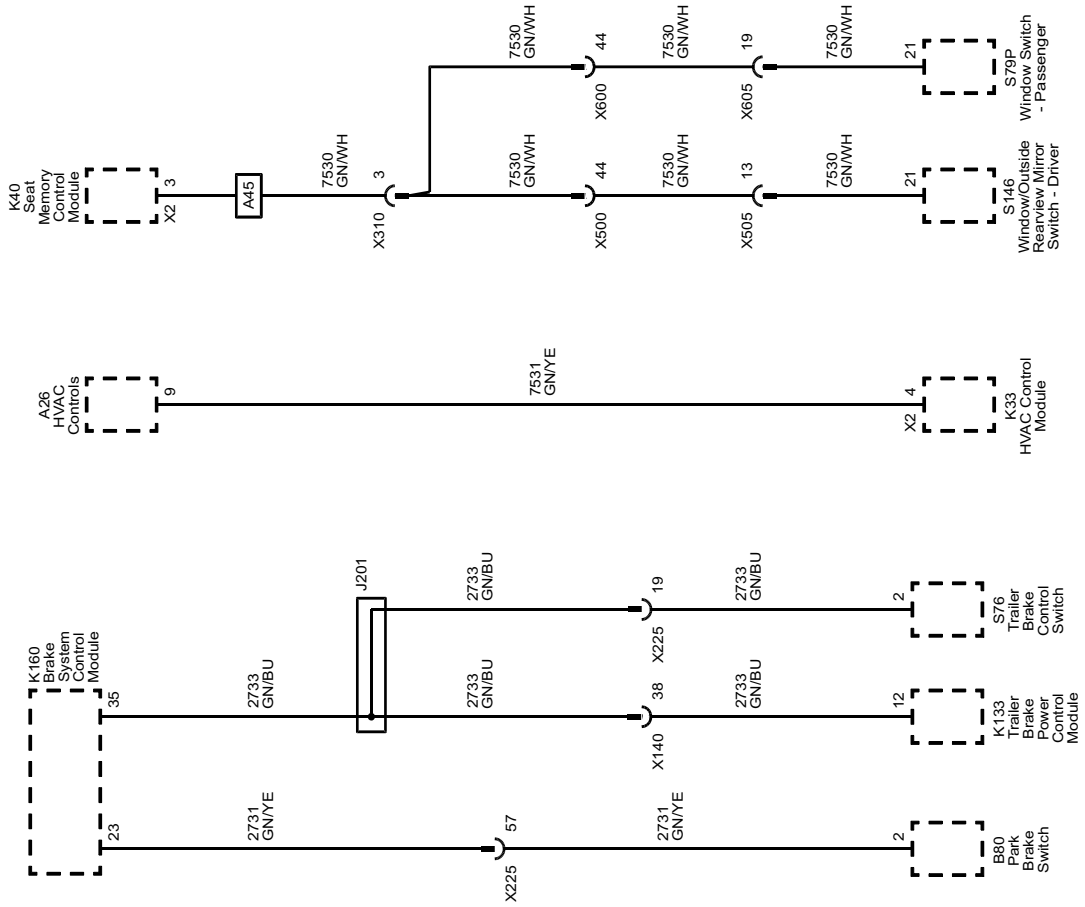 K40
Seat
Memory
Control
Module
X2 3
A45
7530
GN/WH
X310 3
7530
GN/WH
7530
GN/WH
X500 44
X600 44
7530
GN/WH
7530
GN/WH
X505 13
X605 19
7530
GN/WH
7530
GN/WH
21
21
S146
Window/Outside
Rearview Mirror
Switch - Driver
S79P
Window Switch
- Passenger
A26
HVAC
Controls
9
7531
GN/YE
X2 4
K33
HVAC Control
Module
K160
Brake
System
Control
Module
23
35
2731
GN/YE
2733
GN/BU
J201
2733
GN/BU
2733
GN/BU
X225 57
X140 38
X225 19
2731
GN/YE
2733
GN/BU
2733
GN/BU
2
12
2
B80
Park
Brake
Switch
K133
Trailer
Brake
Power
Control
Module
S76
Trailer
Brake
Control
Switch